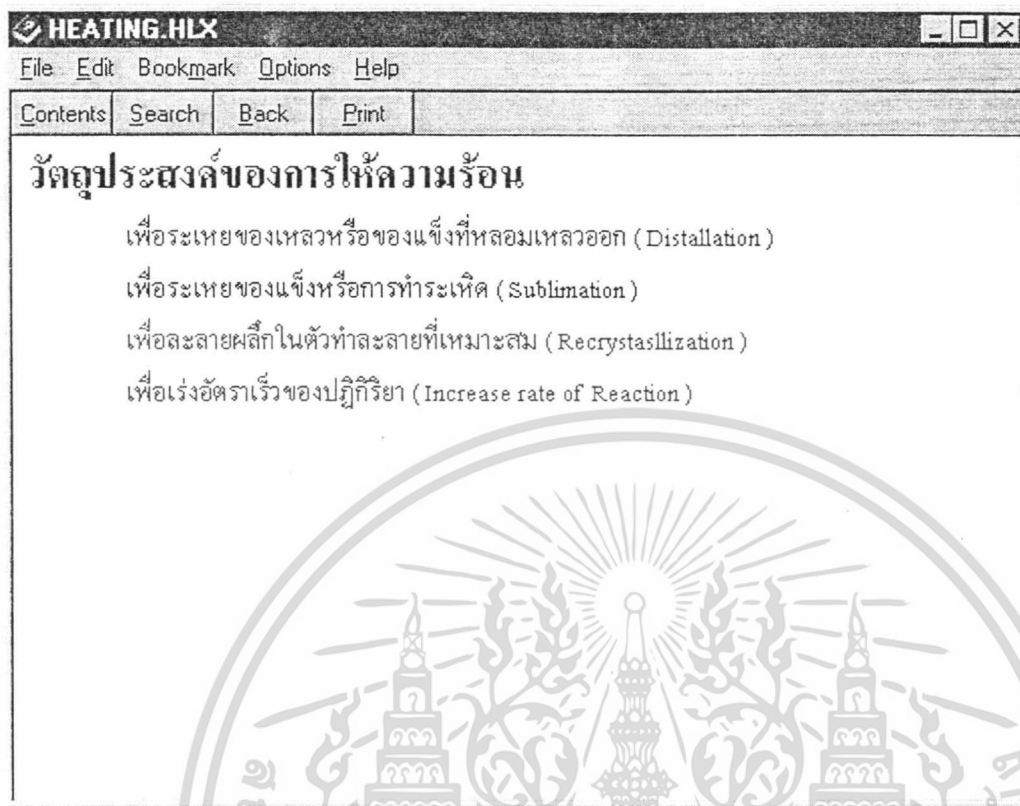 HEATING.HLX
File Edit Bookmark Options Help
Contents Search Back Print
วัตถุประสงค์ของการให้ความร้อน
เพื่อระเหยของเหลวหรือของแข็งที่หลอมเหลวออก ( Distallation )
เพื่อระเหยของแข็งหรือการทำระเหิด ( Sublimation )
เพื่อละลายผลึกในตัวทำละลายที่เหมาะสม ( Recrystasllization )
เพื่อเร่งอัตราเร็วของปฏิกิริยา ( Increase rate of Reaction )